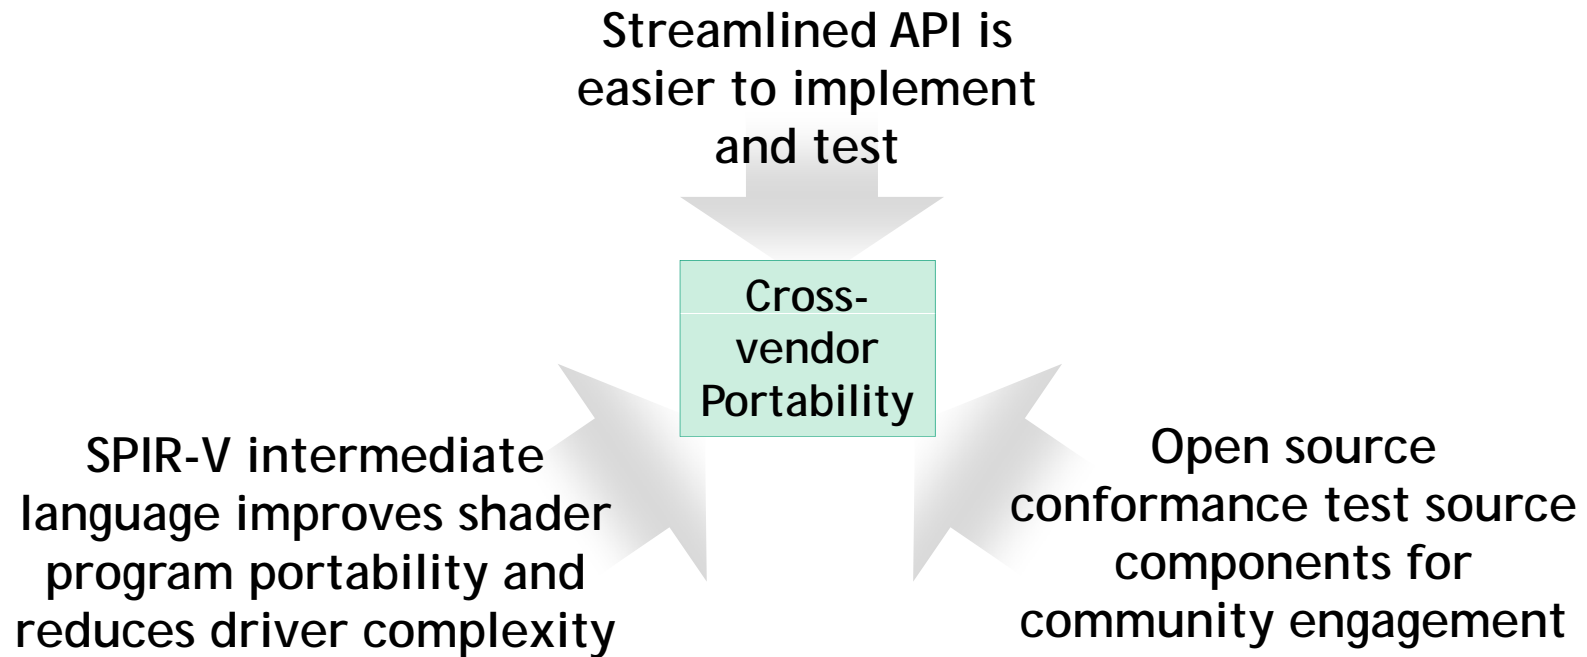 Streamlined API is
easier to implement
and test
Cross-
vendor
Portability
SPIR-V intermediate
language improves shader
program portability and
reduces driver complexity
Open source
conformance test source
components for
community engagement